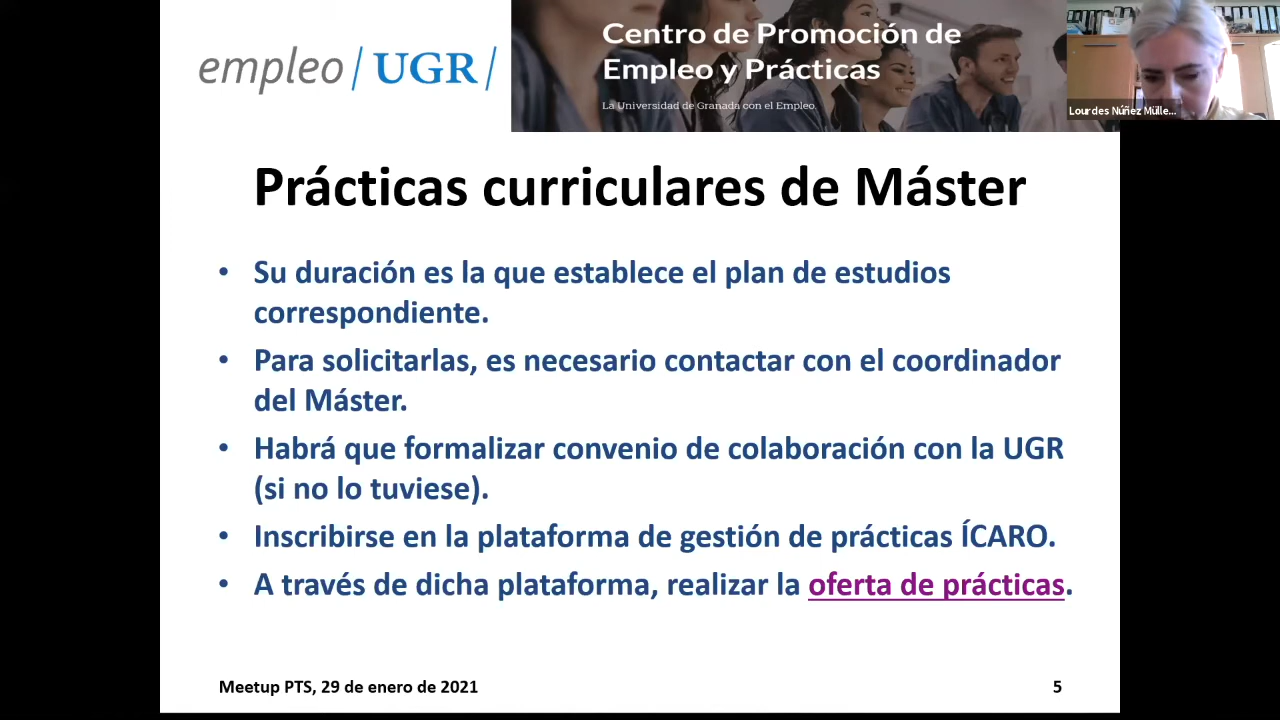 empleo/UGR/
Centro de Promoción de
Empleo y Prácticas
La Universidad de Granada con el Empleo.
Lourdes Núñez Mülle...
Prácticas curriculares de Máster
• Su duración es la que establece el plan de estudios
correspondiente.
• Para solicitarlas, es necesario contactar con el coordinador
del Máster.
• Habrá que formalizar convenio de colaboración con la UGR
(si no lo tuviese).
• Inscribirse en la plataforma de gestión de prácticas ÍCARO.
• A través de dicha plataforma, realizar la oferta de prácticas.
Meetup PTS, 29 de enero de 2021
5